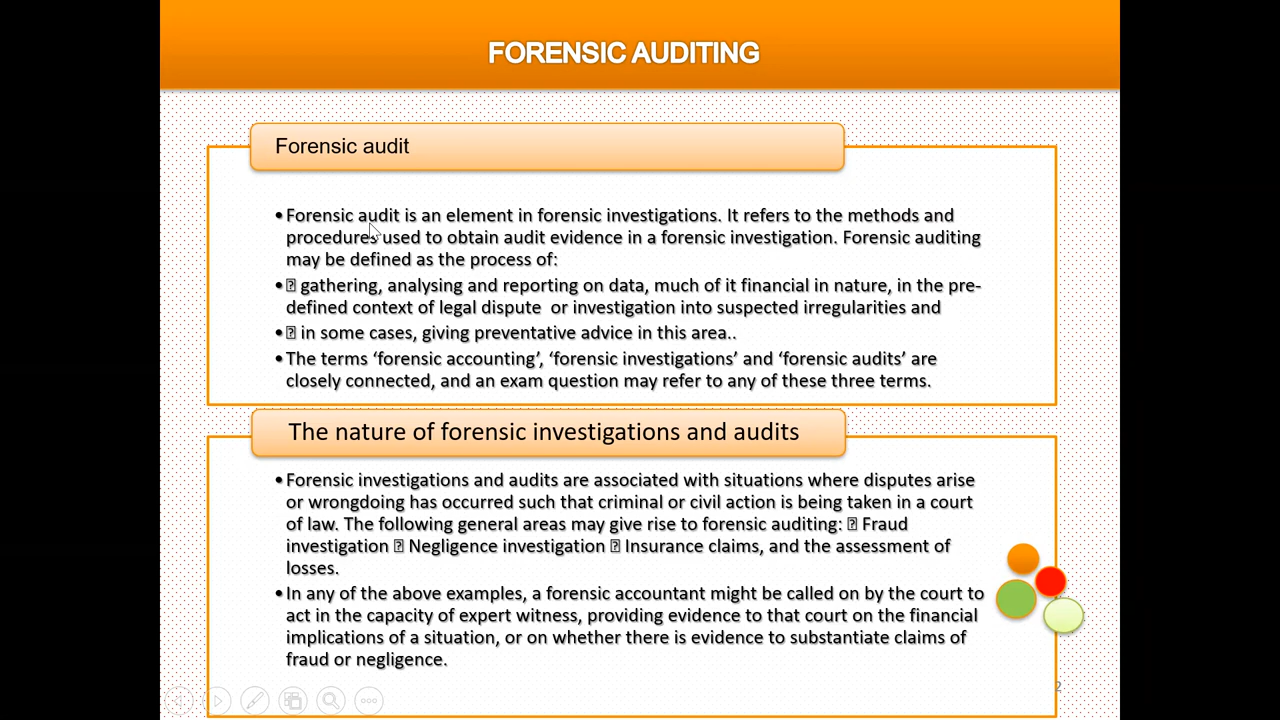 FORENSIC AUDITING
Forensic audit
•Forensic audit is an element in forensic investigations. It refers to the methods and
procedures used to obtain audit evidence in a forensic investigation. Forensic auditing
may be defined as the process of:
•⍰ gathering, analysing and reporting on data, much of it financial in nature, in the pre-
defined context of legal dispute  or investigation into suspected irregularities and
•⍰ in some cases, giving preventative advice in this area..
•The terms ‘forensic accounting’, ‘forensic investigations’ and ‘forensic audits’ are
closely connected, and an exam question may refer to any of these three terms.
The nature of forensic investigations and audits
•Forensic investigations and audits are associated with situations where disputes arise
or wrongdoing has occurred such that criminal or civil action is being taken in a court
of law. The following general areas may give rise to forensic auditing: ⍰ Fraud
investigation ⍰ Negligence investigation ⍰ Insurance claims, and the assessment of
losses.
•In any of the above examples, a forensic accountant might be called on by the court to
act in the capacity of expert witness, providing evidence to that court on the financial
implications of a situation, or on whether there is evidence to substantiate claims of
fraud or negligence.
2